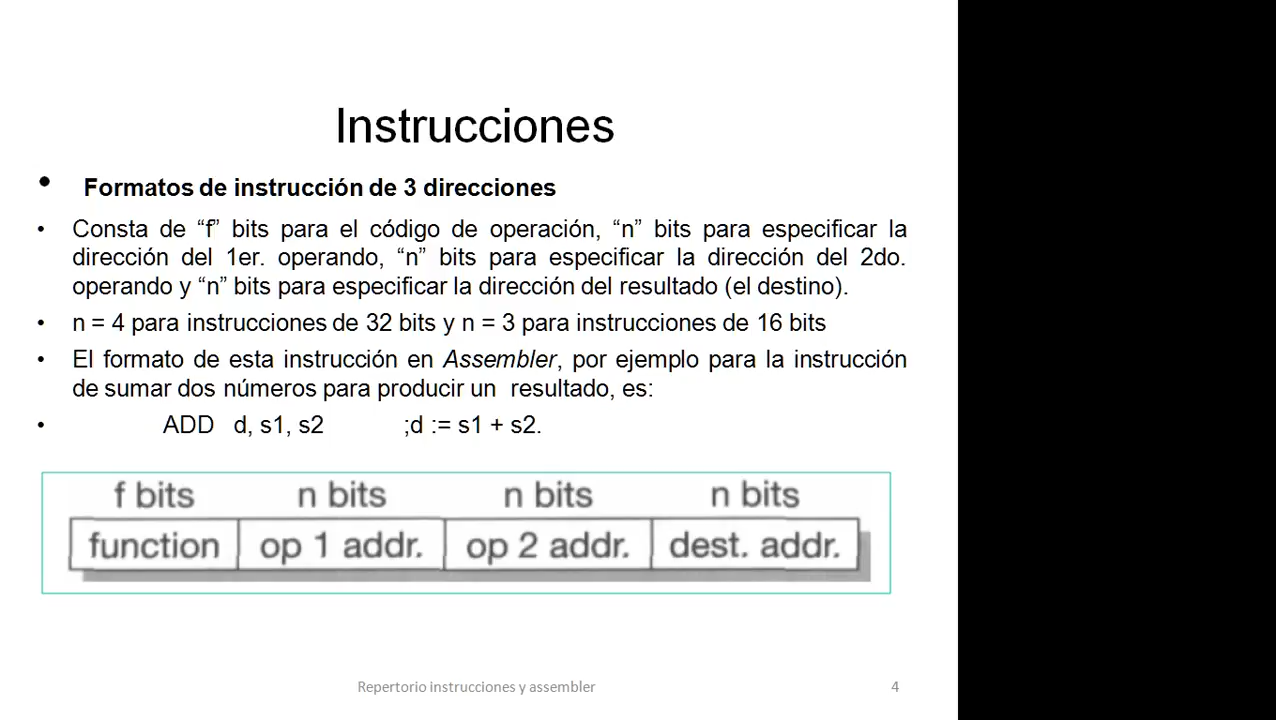 Instrucciones
• Formatos de instrucción de 3 direcciones
• Consta de “f” bits para el código de operación, “n” bits para especificar la
dirección del 1er. operando, “n” bits para especificar la dirección del 2do.
operando y “n” bits para especificar la dirección del resultado (el destino).
• n = 4 para instrucciones de 32 bits y n = 3 para instrucciones de 16 bits
• El formato de esta instrucción en Assembler, por ejemplo para la instrucción
de sumar dos números para producir un resultado, es:
• ADD d, s1, s2 ;d := s1 + s2.
f bits n bits n bits n bits
function op 1 addr. op 2 addr. dest. addr.
Repertorio instrucciones y assembler 4